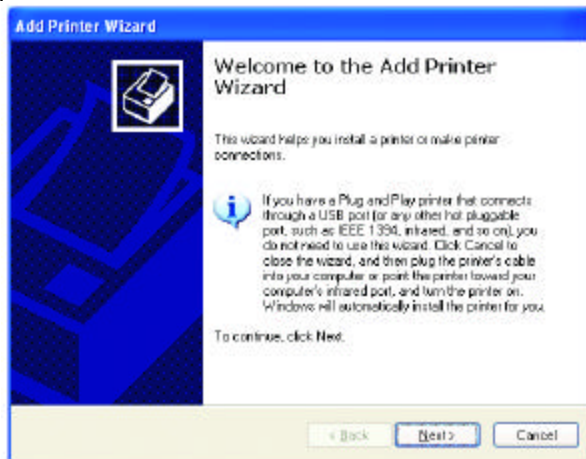 Add Printer Wizard
Welcome to the Add Printer
Wizard
This wizard helps you install a printer or make printer
connections.
If you have a Plug and Play printer that connects
through a USB port (or any other hot pluggable
port, such as IEEE 1394, infrared, and so on), you
do not need to use this wizard. Click Cancel to
close the wizard, and then plug the printer's cable
into your computer or point the printer toward your
computer's infrared port, and turn the printer on.
Windows will automatically install the printer for you.
To continue, click Next.
< Back
Next >
Cancel